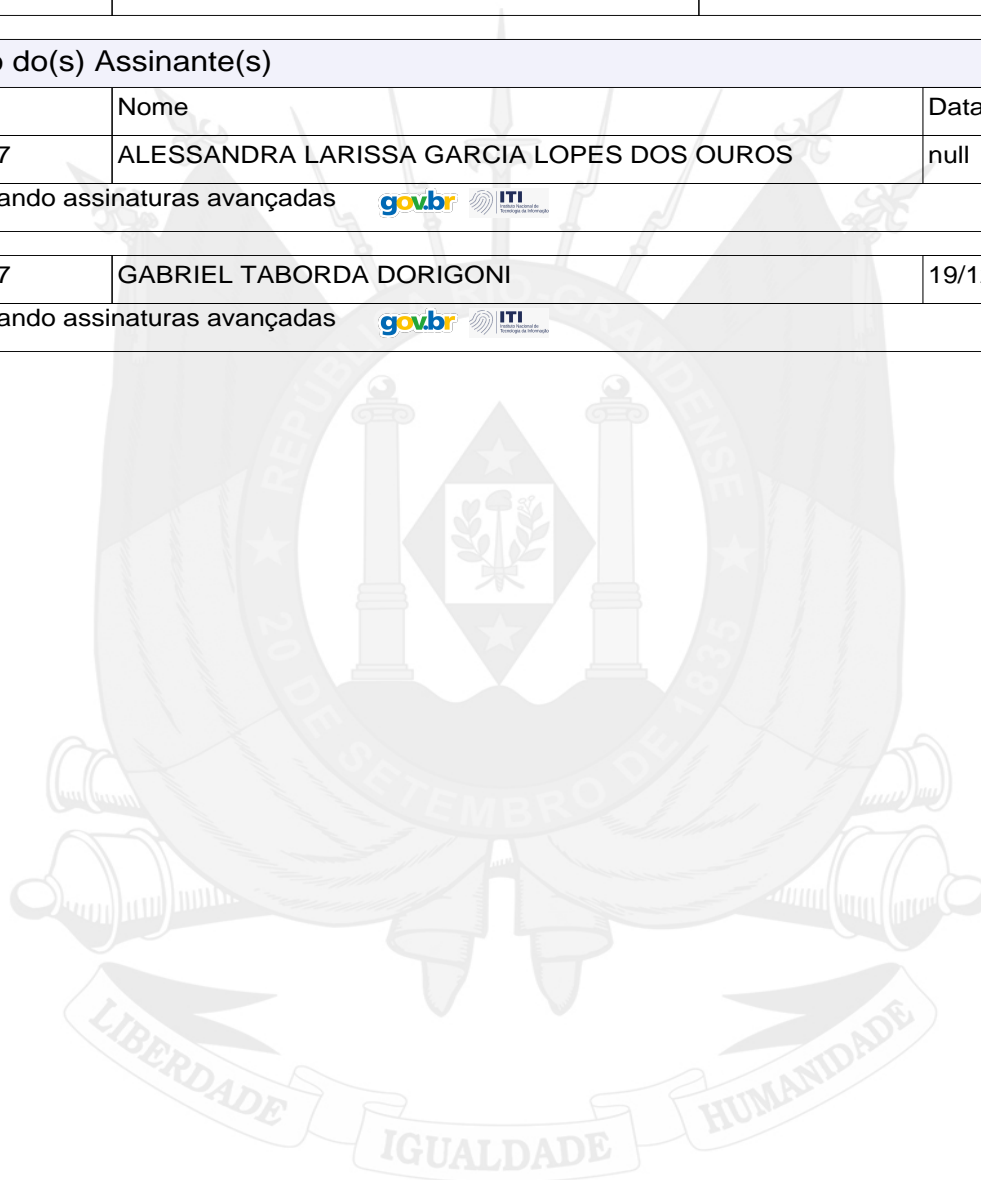 o do(s) Assinante(s)
Nome Data
7 ALESSANDRA LARISSA GARCIA LOPES DOS OUROS null
ando assinaturas avançadas gov.br ITI
7 GABRIEL TABORDA DORIGONI 19/1
ando assinaturas avançadas gov.br ITI
REPÚBLICA RIO-GRANDENSE
20 DE SETEMBRO DE 1835
LIBERDADE IGUALDADE HUMANIDADE